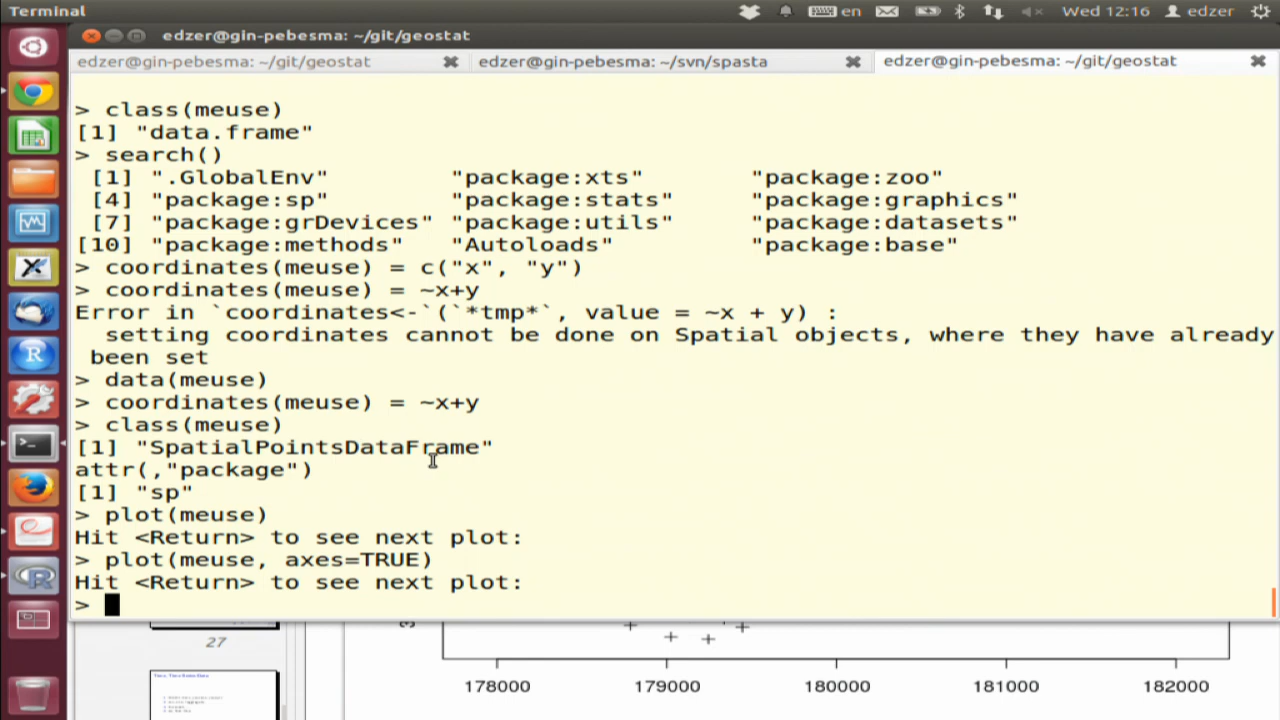 Terminal
en
Wed 12:16
edzer
edzer@gin-pebesma: ~/git/geostat
edzer@gin-pebesma: ~/git/geostat
edzer@gin-pebesma: ~/svn/spasta
edzer@gin-pebesma: ~/git/geostat
> class(meuse)
[1] "data.frame"
> search()
[1] ".GlobalEnv" "package:xts" "package:zoo"
[4] "package:sp" "package:stats" "package:graphics"
[7] "package:grDevices" "package:utils" "package:datasets"
[10] "package:methods" "Autoloads" "package:base"
> coordinates(meuse) = c("x", "y")
> coordinates(meuse) = ~x+y
Error in `coordinates<-`(`*tmp*`, value = ~x + y) :
setting coordinates cannot be done on Spatial objects, where they have already
been set
> data(meuse)
> coordinates(meuse) = ~x+y
> class(meuse)
[1] "SpatialPointsDataFrame"
attr(,"package")
[1] "sp"
> plot(meuse)
Hit <Return> to see next plot:
> plot(meuse, axes=TRUE)
Hit <Return> to see next plot:
>
27
178000 179000 180000 181000 182000